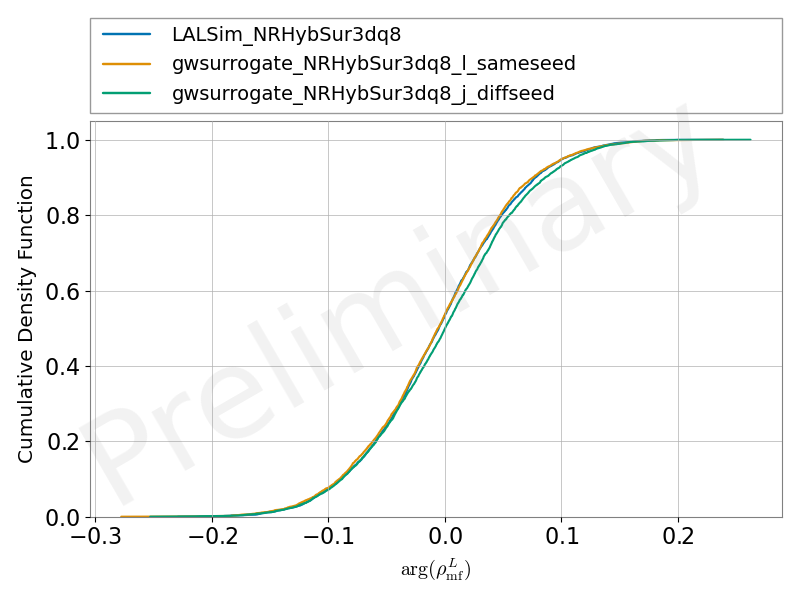 LALSim_NRHybSur3dq8
gwsurrogate_NRHybSur3dq8_l_sameseed
gwsurrogate_NRHybSur3dq8_j_diffseed
1.0
0.8
0.6
0.4
0.2
0.0
Cumulative Density Function
Preliminary
−0.3 −0.2 −0.1 0.0 0.1 0.2
arg(ρ_mf^L)